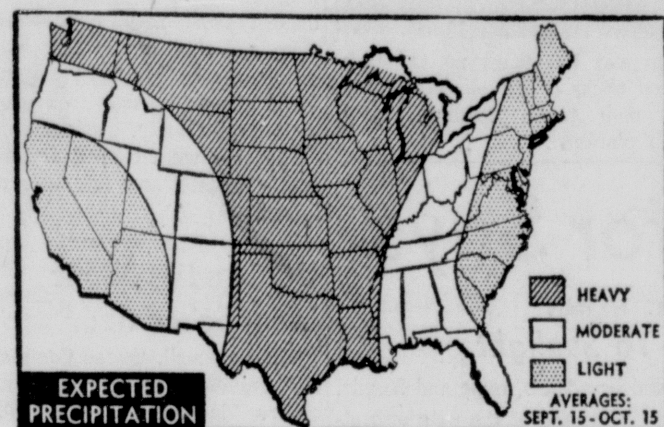 HEAVY
MODERATE
LIGHT
AVERAGES:
SEPT. 15 - OCT. 15
EXPECTED
PRECIPITATION